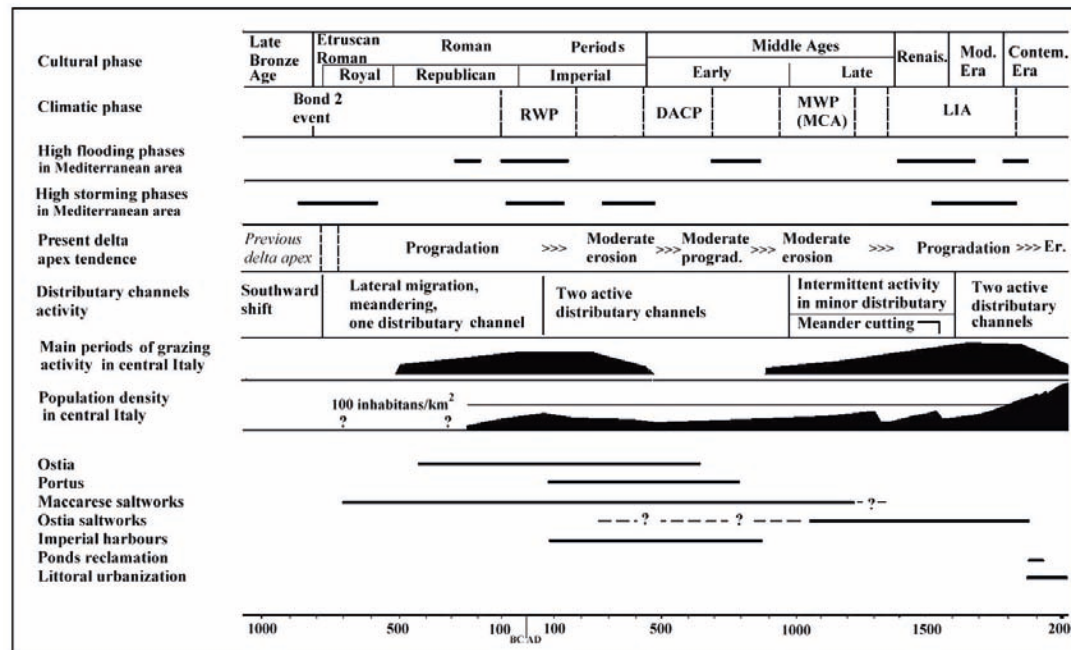 Cultural phase
Late Bronze Age
Etruscan Roman
Roman
Periods
Royal
Republican
Imperial
Middle Ages
Early
Late
Renais.
Mod. Era
Contem. Era
Climatic phase
Bond 2 event
RWP
DACP
MWP (MCA)
LIA
High flooding phases
in Mediterranean area
High storming phases
in Mediterranean area
Present delta
apex tendence
Previous
delta apex
Progradation >>> Moderate erosion >>> Moderate prograd. >>> Moderate erosion >>> Progradation >>> Er.
Distributary channels
activity
Southward
shift
Lateral migration,
meandering,
one distributary channel
Two active
distributary channels
Intermittent activity
in minor distributary
Meander cutting
Two active
distributary
channels
Main periods of grazing
activity in central Italy
Population density
in central Italy
100 inhabitans/km²
? ?
Ostia
Portus
Maccarese saltworks
?
Ostia saltworks
? ?
Imperial harbours
Ponds reclamation
Littoral urbanization
1000 500 100 BC AD 100 500 1000 1500 200